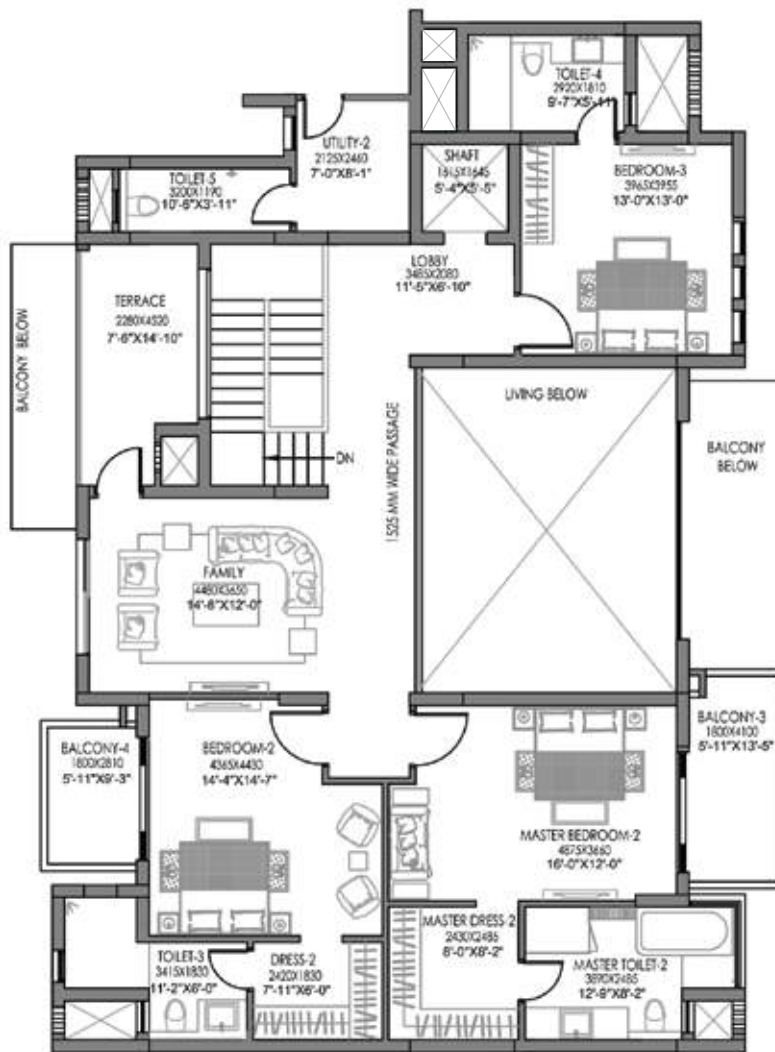 TOILET-4
2920X1810
9'-7"X5'-11"
UTILITY-2
2125X2460
7'-0"X8'-1"
SHAFT
1615X1645
5'-4"X5'-5"
BEDROOM-3
3965X3955
13'-0"X13'-0"
TOILET-5
3200X1190
10'-6"X3'-11"
LOBBY
3485X2080
11'-5"X6'-10"
TERRACE
2280X4520
7'-6"X14'-10"
BALCONY BELOW
LIVING BELOW
BALCONY
BELOW
DN
1525 MM WIDE PASSAGE
FAMILY
4480X3650
14'-8"X12'-0"
BALCONY-3
1800X4100
5'-11"X13'-5"
BALCONY-4
1800X2810
5'-11"X9'-3"
BEDROOM-2
4365X4430
14'-4"X14'-7"
MASTER BEDROOM-2
4875X3660
16'-0"X12'-0"
MASTER DRESS-2
2430X2485
8'-0"X8'-2"
TOILET-3
3415X1830
11'-2"X6'-0"
DRESS-2
2420X1830
7'-11"X6'-0"
MASTER TOILET-2
3890X2485
12'-9"X8'-2"